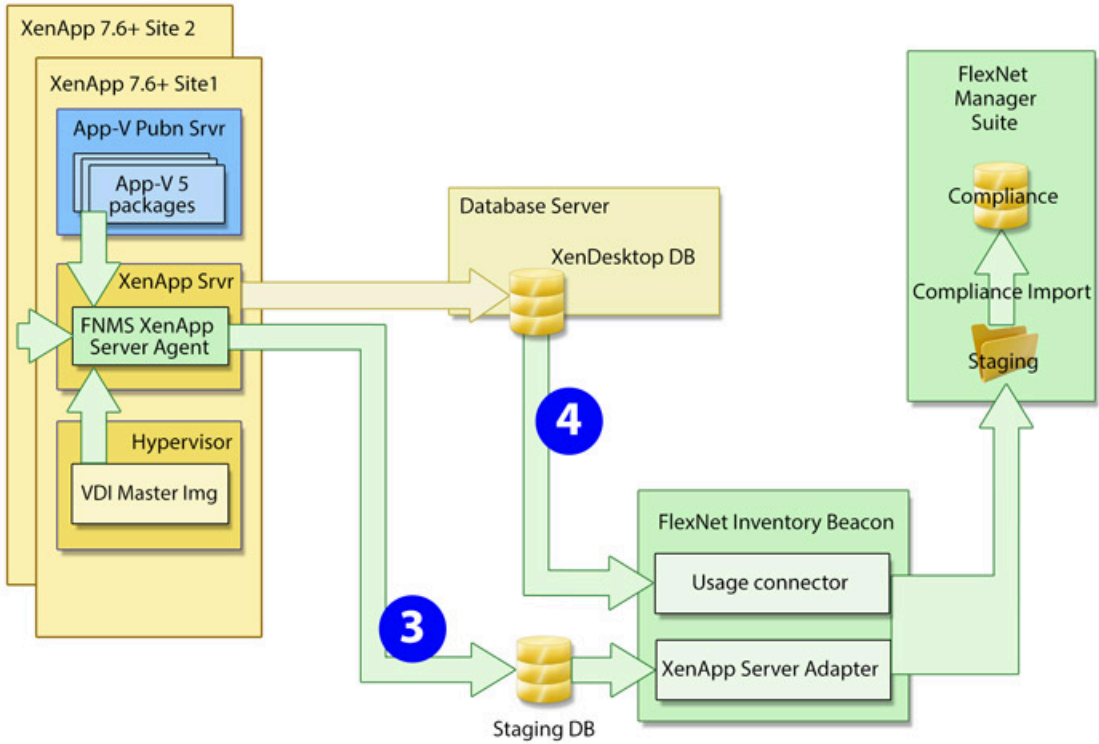 XenApp 7.6+ Site 2
XenApp 7.6+ Site1
App-V Pubn Srvr
App-V 5
packages
XenApp Srvr
FNMS XenApp
Server Agent
Hypervisor
VDI Master Img
Database Server
XenDesktop DB
4
3
Staging DB
FlexNet Inventory Beacon
Usage connector
XenApp Server Adapter
FlexNet
Manager
Suite
Compliance
Compliance Import
Staging